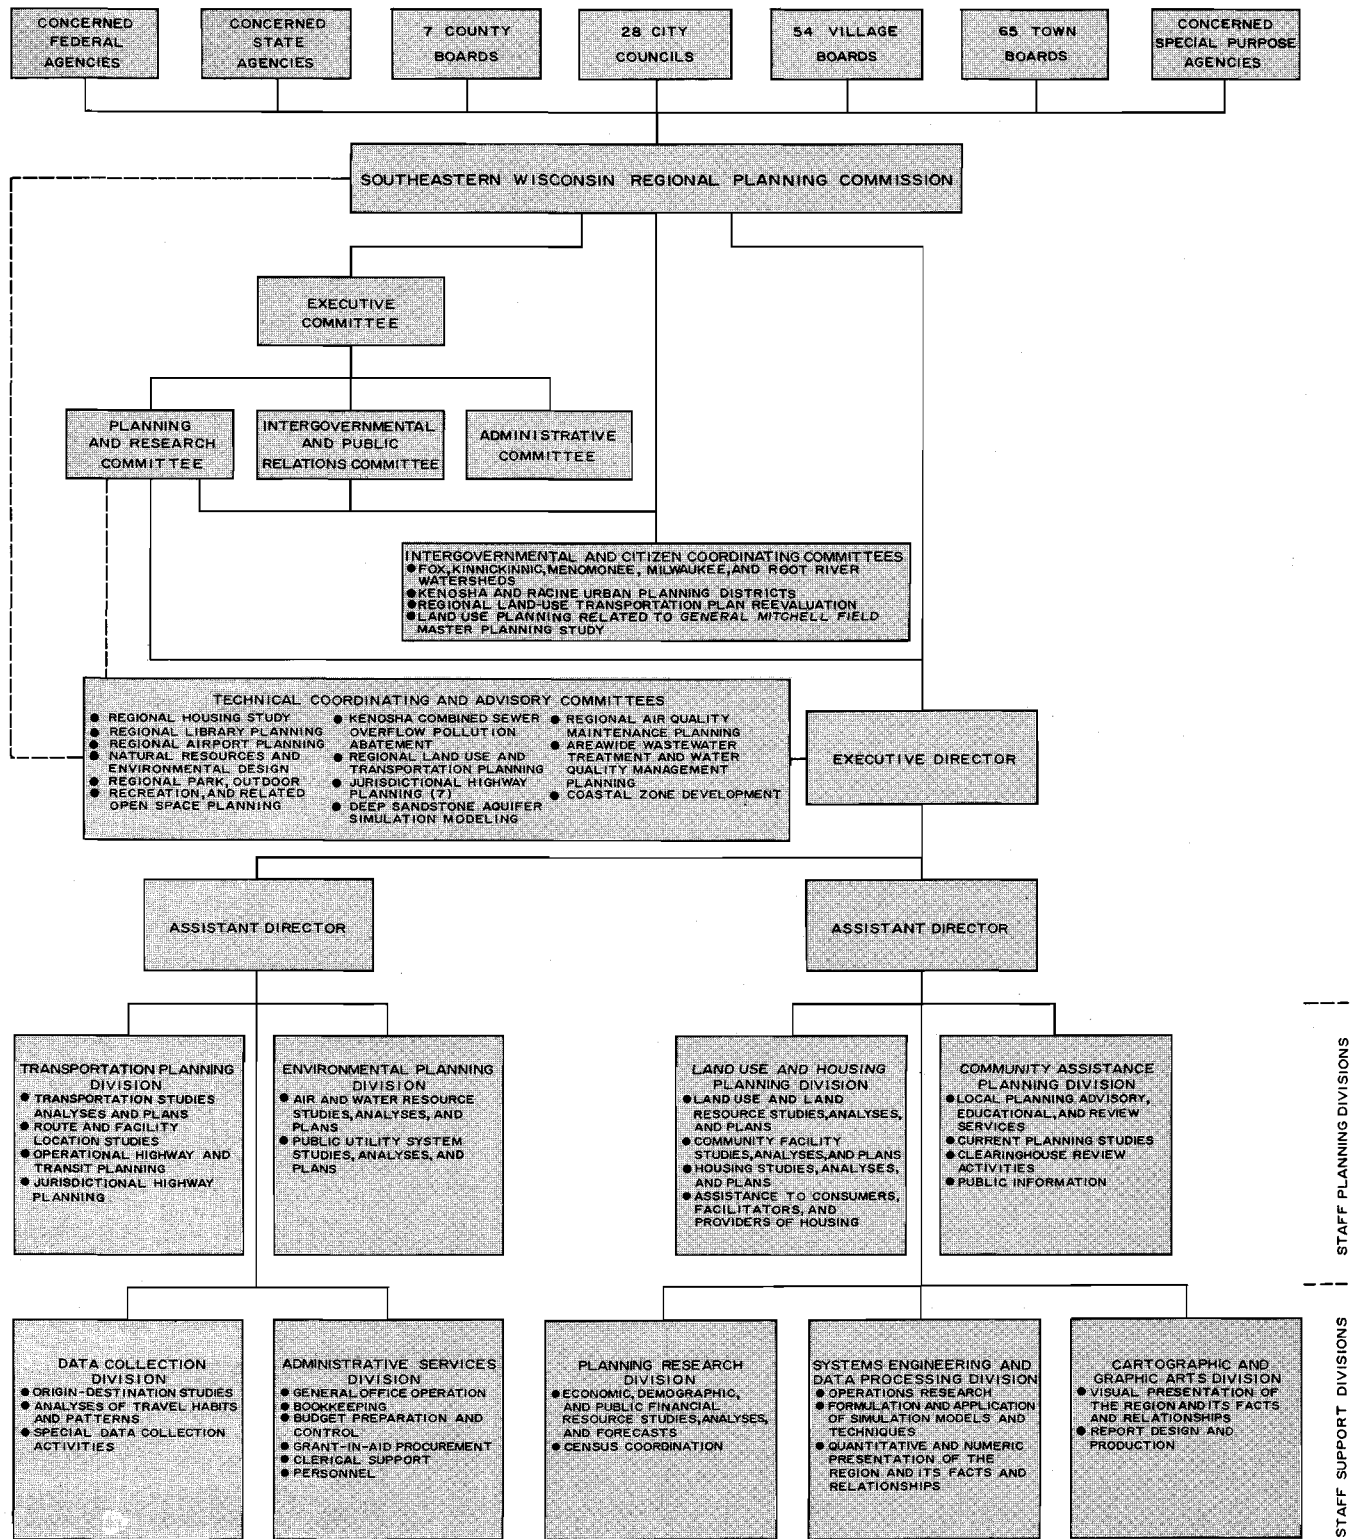 CONCERNED
FEDERAL
AGENCIES
CONCERNED
STATE
AGENCIES
7 COUNTY
BOARDS
28 CITY
COUNCILS
54 VILLAGE
BOARDS
65 TOWN
BOARDS
CONCERNED
SPECIAL PURPOSE
AGENCIES
SOUTHEASTERN WISCONSIN REGIONAL PLANNING COMMISSION
EXECUTIVE
COMMITTEE
PLANNING
AND RESEARCH
COMMITTEE
INTERGOVERNMENTAL
AND PUBLIC
RELATIONS COMMITTEE
ADMINISTRATIVE
COMMITTEE
INTERGOVERNMENTAL AND CITIZEN COORDINATING COMMITTEES
● FOX, KINNICKINNIC, MENOMONEE, MILWAUKEE, AND ROOT RIVER
WATERSHEDS
● KENOSHA AND RACINE URBAN PLANNING DISTRICTS
● REGIONAL LAND-USE TRANSPORTATION PLAN REEVALUATION
● LAND USE PLANNING RELATED TO GENERAL MITCHELL FIELD
MASTER PLANNING STUDY
TECHNICAL COORDINATING AND ADVISORY COMMITTEES
● REGIONAL HOUSING STUDY
● REGIONAL LIBRARY PLANNING
● REGIONAL AIRPORT PLANNING
● NATURAL RESOURCES AND
ENVIRONMENTAL DESIGN
● REGIONAL PARK, OUTDOOR
● RECREATION, AND RELATED
OPEN SPACE PLANNING
● KENOSHA COMBINED SEWER
OVERFLOW POLLUTION
ABATEMENT
● REGIONAL LAND USE AND
TRANSPORTATION PLANNING
● JURISDICTIONAL HIGHWAY
PLANNING (7)
● DEEP SANDSTONE AQUIFER
SIMULATION MODELING
● REGIONAL AIR QUALITY
MAINTENANCE PLANNING
● AREAWIDE WASTEWATER
TREATMENT AND WATER
QUALITY MANAGEMENT
PLANNING
● COASTAL ZONE DEVELOPMENT
EXECUTIVE DIRECTOR
ASSISTANT DIRECTOR
ASSISTANT DIRECTOR
TRANSPORTATION PLANNING
DIVISION
● TRANSPORTATION STUDIES
ANALYSES AND PLANS
● ROUTE AND FACILITY
LOCATION STUDIES
● OPERATIONAL HIGHWAY AND
TRANSIT PLANNING
● JURISDICTIONAL HIGHWAY
PLANNING
ENVIRONMENTAL PLANNING
DIVISION
● AIR AND WATER RESOURCE
STUDIES, ANALYSES, AND
PLANS
● PUBLIC UTILITY SYSTEM
STUDIES, ANALYSES, AND
PLANS
LAND USE AND HOUSING
PLANNING DIVISION
● LAND USE AND LAND
RESOURCE STUDIES, ANALYSES,
AND PLANS
● COMMUNITY FACILITY
STUDIES, ANALYSES, AND PLANS
● HOUSING STUDIES, ANALYSES,
AND PLANS
● ASSISTANCE TO CONSUMERS,
FACILITATORS, AND
PROVIDERS OF HOUSING
COMMUNITY ASSISTANCE
PLANNING DIVISION
● LOCAL PLANNING ADVISORY,
EDUCATIONAL, AND REVIEW
SERVICES
● CURRENT PLANNING STUDIES
● CLEARINGHOUSE REVIEW
ACTIVITIES
● PUBLIC INFORMATION
STAFF PLANNING DIVISIONS
DATA COLLECTION
DIVISION
● ORIGIN-DESTINATION STUDIES
● ANALYSES OF TRAVEL HABITS
AND PATTERNS
● SPECIAL DATA COLLECTION
ACTIVITIES
ADMINISTRATIVE SERVICES
DIVISION
● GENERAL OFFICE OPERATION
● BOOKKEEPING
● BUDGET PREPARATION AND
CONTROL
● GRANT-IN-AID PROCUREMENT
● CLERICAL SUPPORT
● PERSONNEL
PLANNING RESEARCH
DIVISION
● ECONOMIC, DEMOGRAPHIC,
AND PUBLIC FINANCIAL
RESOURCE STUDIES, ANALYSES,
AND FORECASTS
● CENSUS COORDINATION
SYSTEMS ENGINEERING AND
DATA PROCESSING DIVISION
● OPERATIONS RESEARCH
● FORMULATION AND APPLICATION
OF SIMULATION MODELS AND
TECHNIQUES
● QUANTITATIVE AND NUMERIC
PRESENTATION OF THE
REGION AND ITS FACTS AND
RELATIONSHIPS
CARTOGRAPHIC AND
GRAPHIC ARTS DIVISION
● VISUAL PRESENTATION OF
THE REGION AND ITS FACTS
AND RELATIONSHIPS
● REPORT DESIGN AND
PRODUCTION
STAFF SUPPORT DIVISIONS